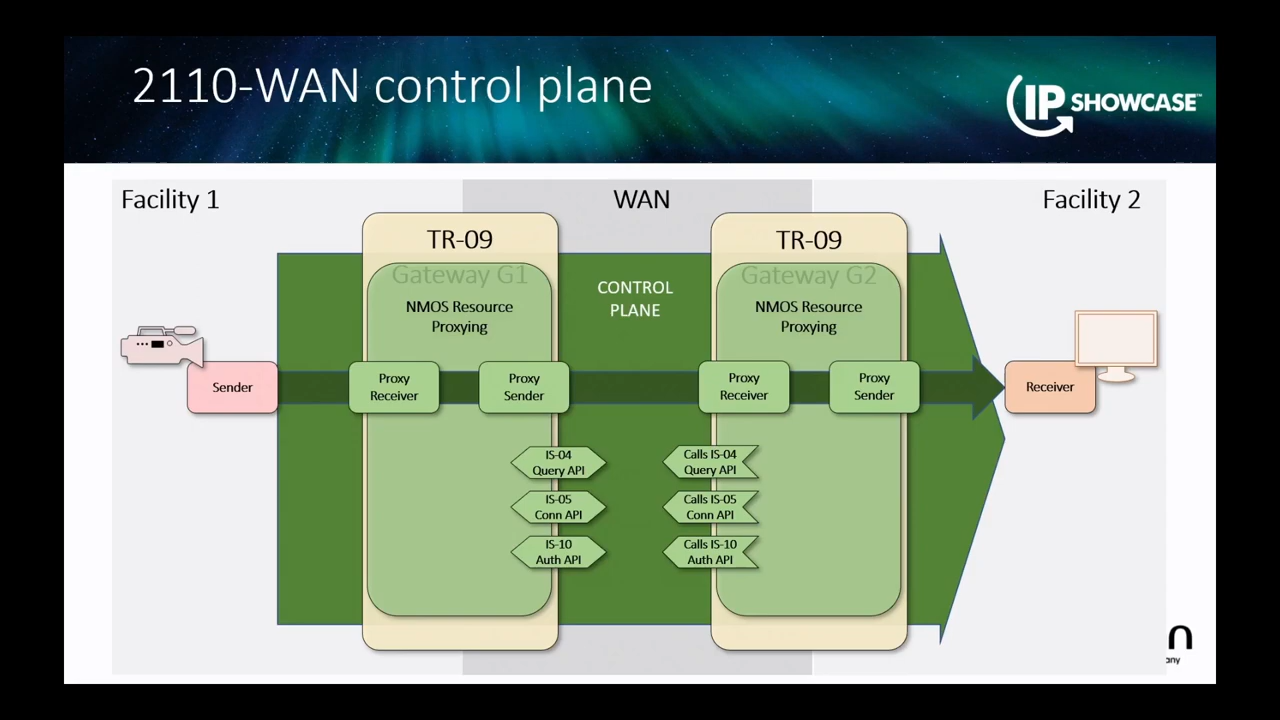 2110-WAN control plane
IP SHOWCASE™
Facility 1
WAN
Facility 2
TR-09
Gateway G1
NMOS Resource
Proxying
CONTROL
PLANE
TR-09
Gateway G2
NMOS Resource
Proxying
Sender
Proxy
Receiver
Proxy
Sender
Proxy
Receiver
Proxy
Sender
Receiver
IS-04
Query API
Calls IS-04
Query API
IS-05
Conn API
Calls IS-05
Conn API
IS-10
Auth API
Calls IS-10
Auth API
n
any